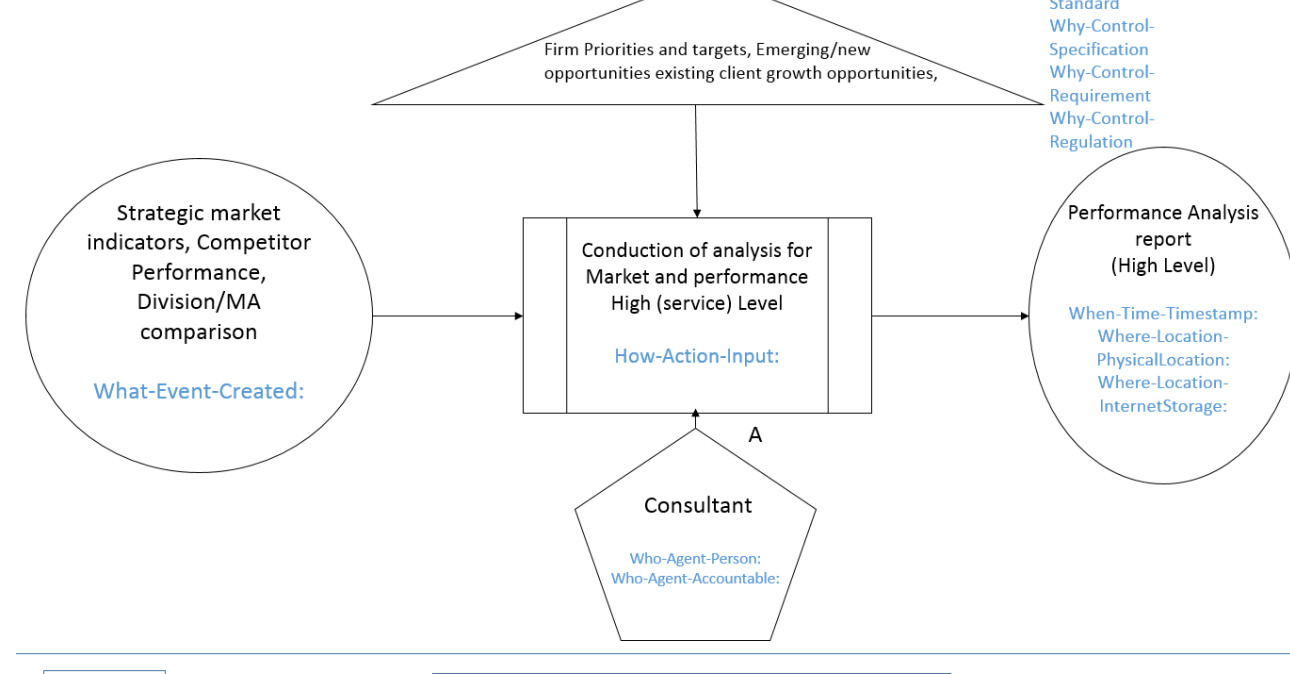 Firm Priorities and targets, Emerging/new
opportunities existing client growth opportunities,
Standard
Why-Control-
Specification
Why-Control-
Requirement
Why-Control-
Regulation
Strategic market
indicators, Competitor
Performance,
Division/MA
comparison
What-Event-Created:
Conduction of analysis for
Market and performance
High (service) Level
How-Action-Input:
Performance Analysis
report
(High Level)
When-Time-Timestamp:
Where-Location-
PhysicalLocation:
Where-Location-
InternetStorage:
A
Consultant
Who-Agent-Person:
Who-Agent-Accountable: